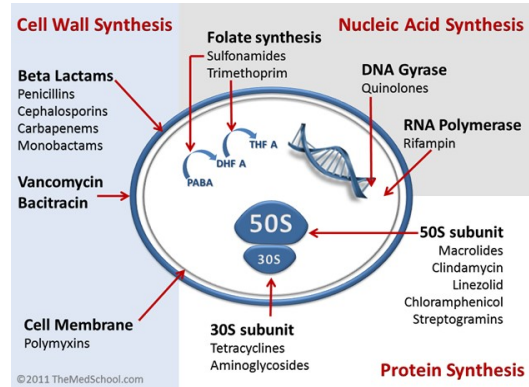 Cell Wall Synthesis
Nucleic Acid Synthesis
Beta Lactams
Penicillins
Cephalosporins
Carbapenems
Monobactams
Vancomycin
Bacitracin
Cell Membrane
Polymyxins
Folate synthesis
Sulfonamides
Trimethoprim
PABA
DHF A
THF A
DNA Gyrase
Quinolones
RNA Polymerase
Rifampin
50S
30S
50S subunit
Macrolides
Clindamycin
Linezolid
Chloramphenicol
Streptogramins
30S subunit
Tetracyclines
Aminoglycosides
Protein Synthesis
©2011 TheMedSchool.com